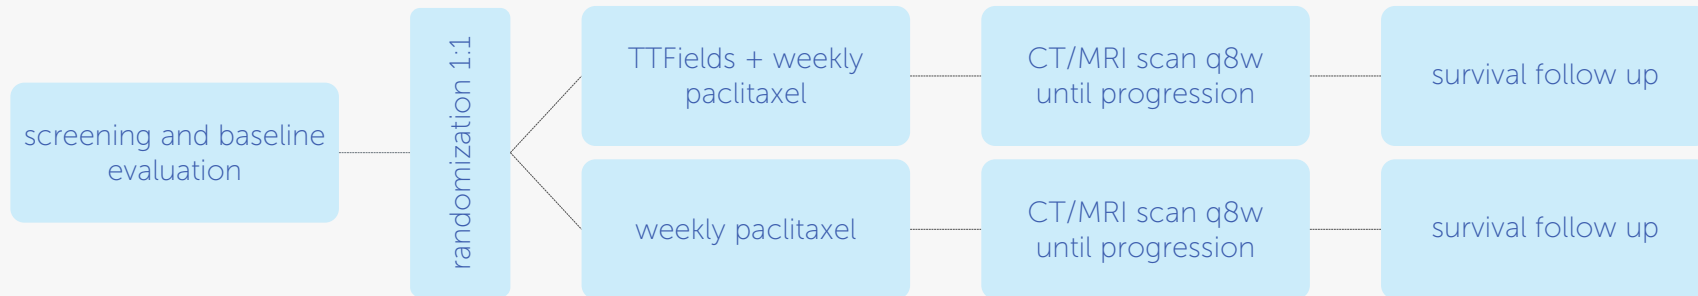 screening and baseline
evaluation
randomization 1:1
TTFields + weekly
paclitaxel
CT/MRI scan q8w
until progression
survival follow up
weekly paclitaxel
CT/MRI scan q8w
until progression
survival follow up